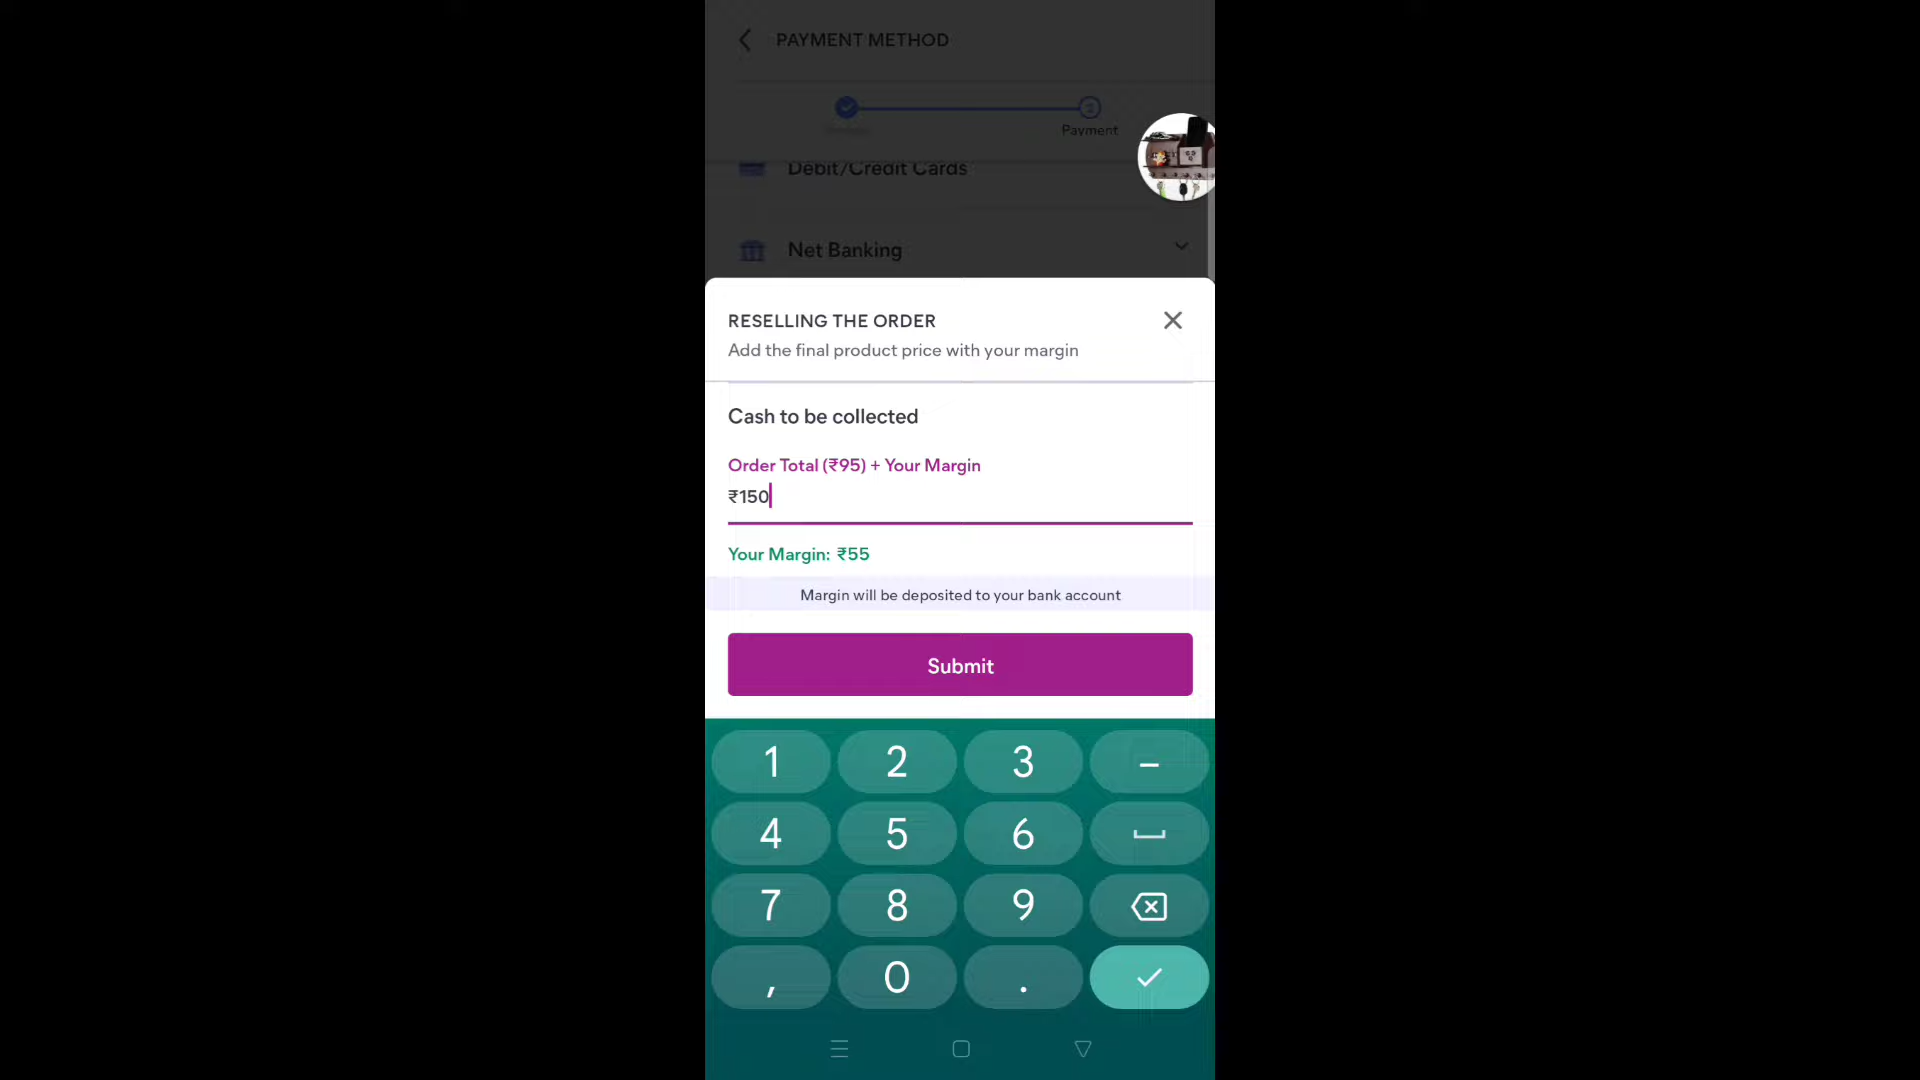 PAYMENT METHOD
Payment
Debit/Credit Cards
Net Banking
RESELLING THE ORDER
Add the final product price with your margin
Cash to be collected
Order Total (₹95) + Your Margin
₹150
Your Margin: ₹55
Margin will be deposited to your bank account
Submit
1 2 3 –
4 5 6
7 8 9
, 0 .